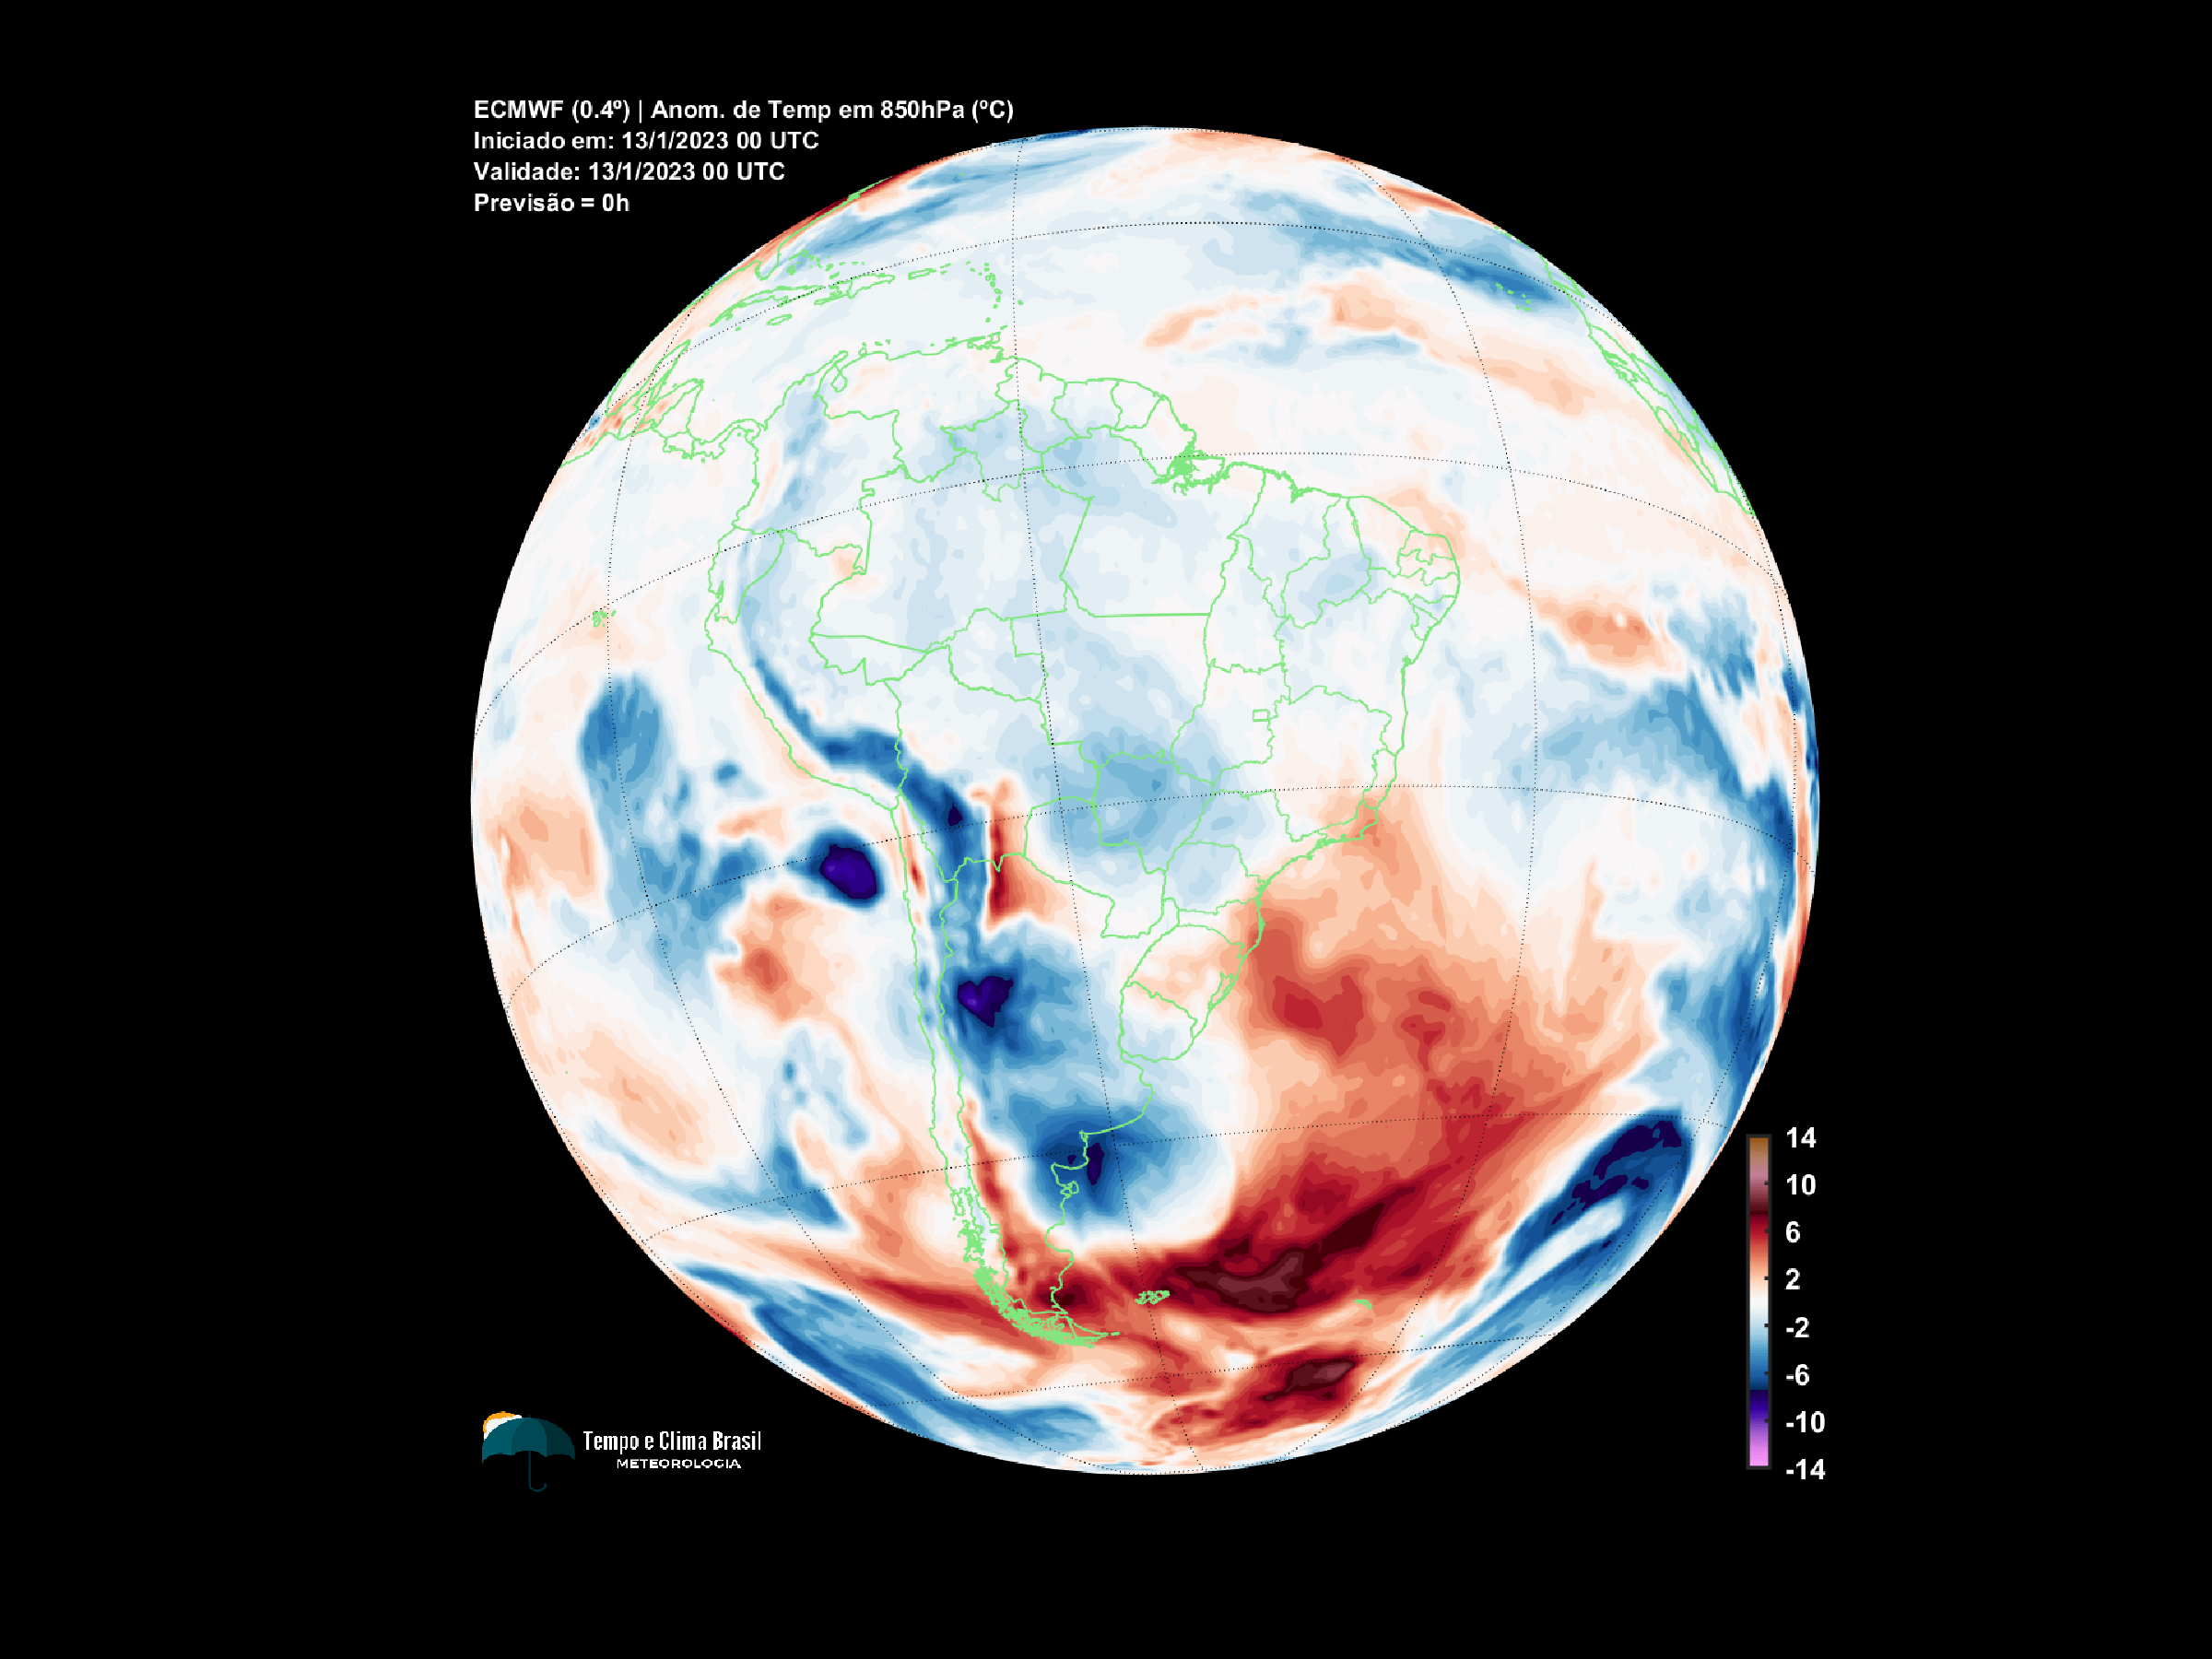 ECMWF (0.4º) | Anom. de Temp em 850hPa (ºC)
Iniciado em: 13/1/2023 00 UTC
Validade: 13/1/2023 00 UTC
Previsão = 0h
14
10
6
2
-2
-6
-10
-14
Tempo e Clima Brasil
METEOROLOGIA